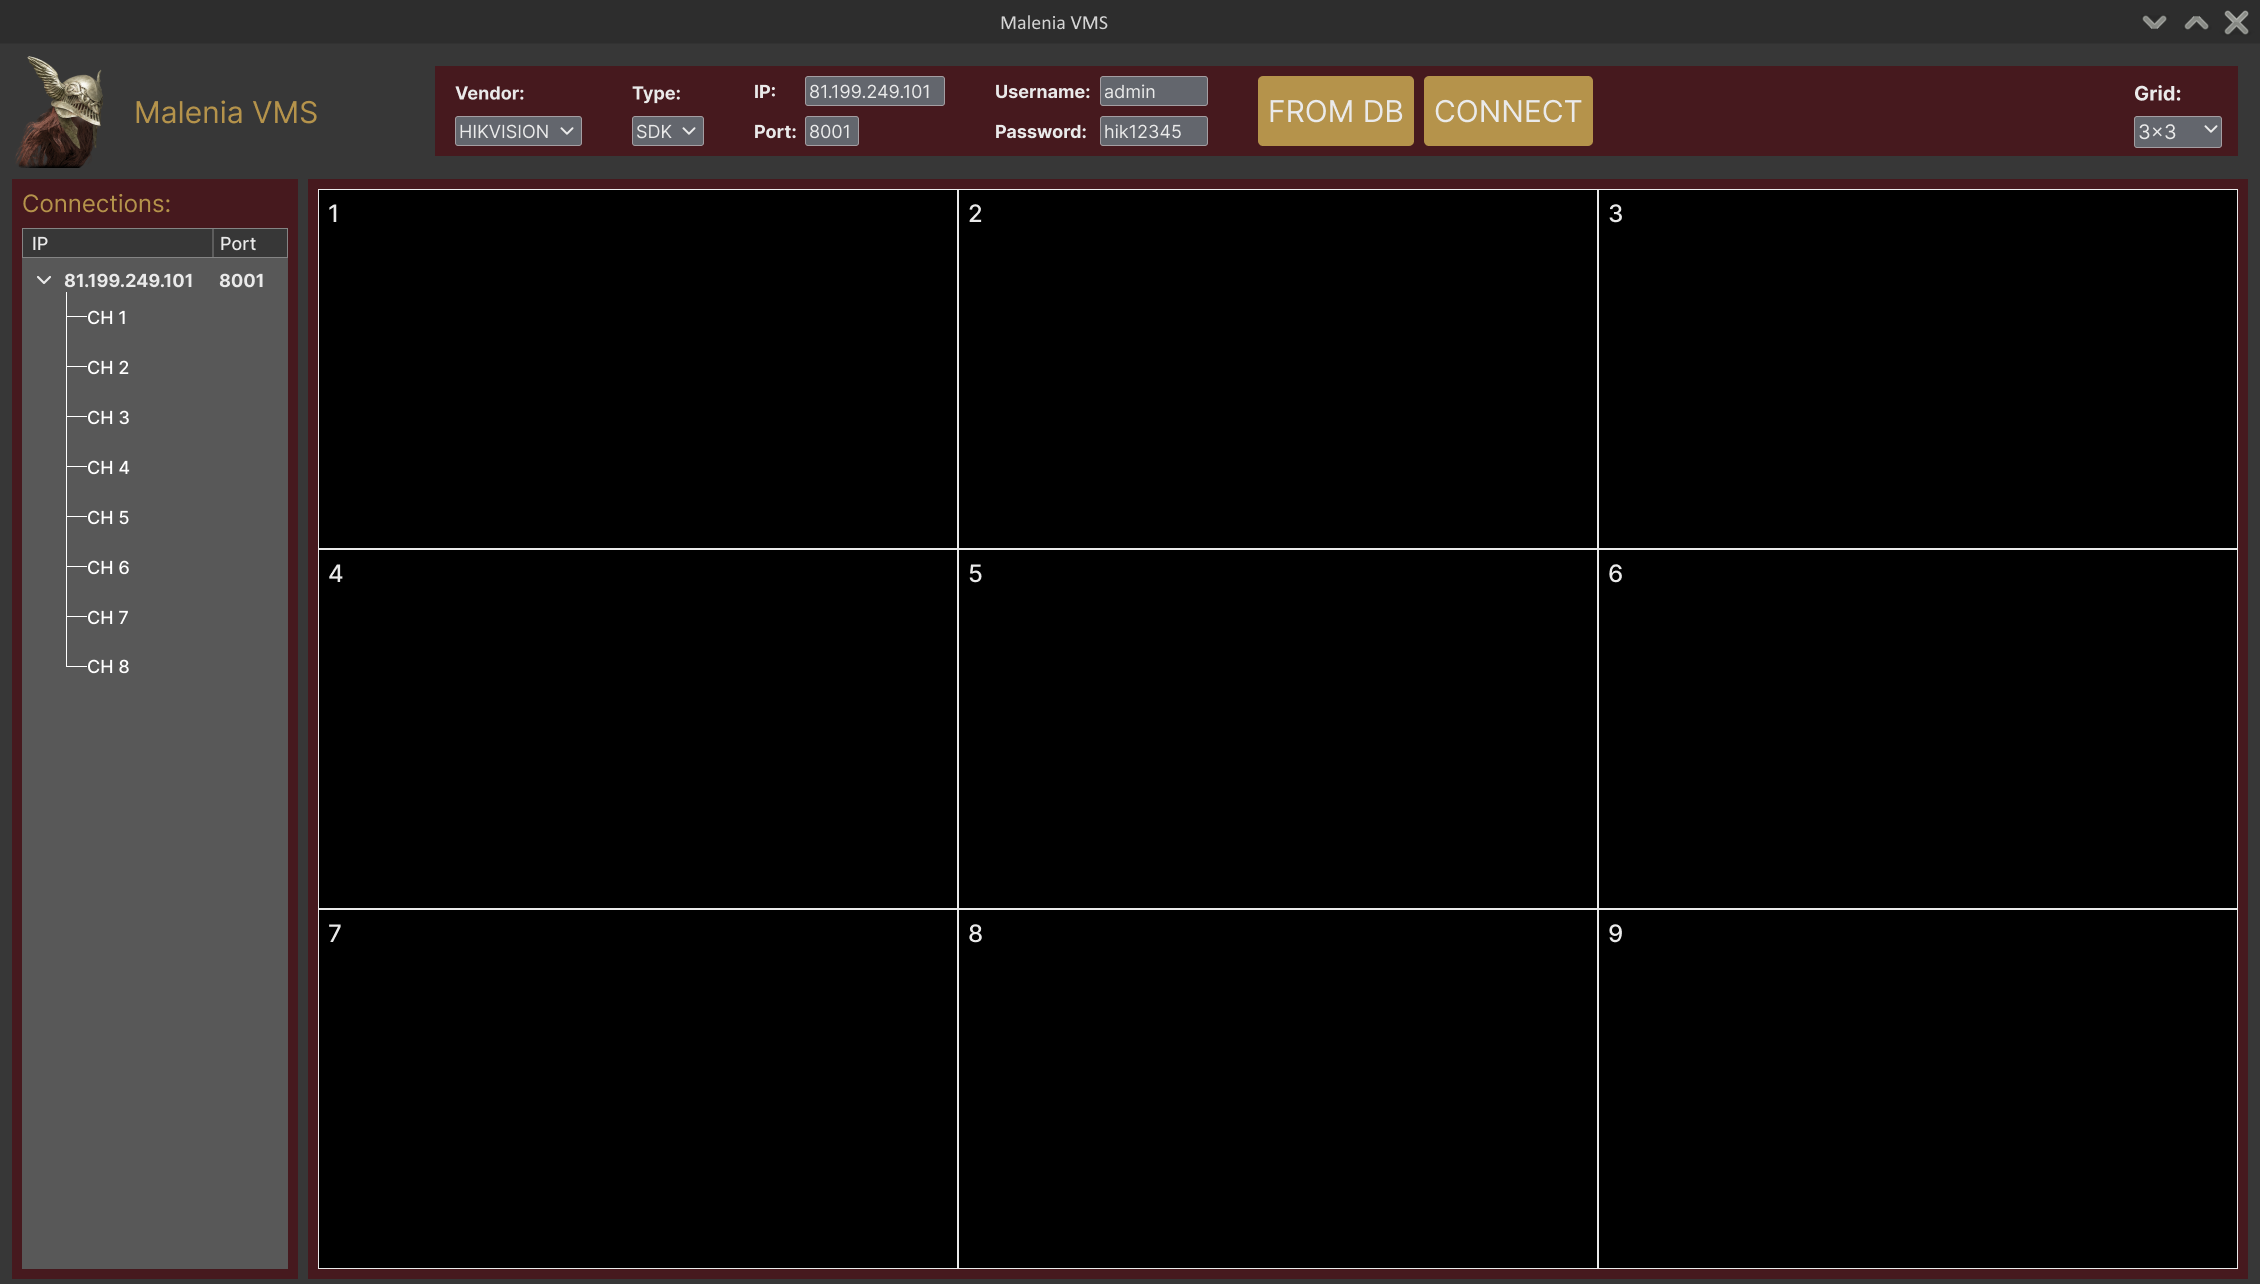 Malenia VMS
Malenia VMS
Vendor:
HIKVISION
Type:
SDK
IP: 81.199.249.101
Port: 8001
Username: admin
Password: hik12345
FROM DB
CONNECT
Grid:
3×3
Connections:
IP Port
81.199.249.101 8001
CH 1
CH 2
CH 3
CH 4
CH 5
CH 6
CH 7
CH 8
1 2 3
4 5 6
7 8 9